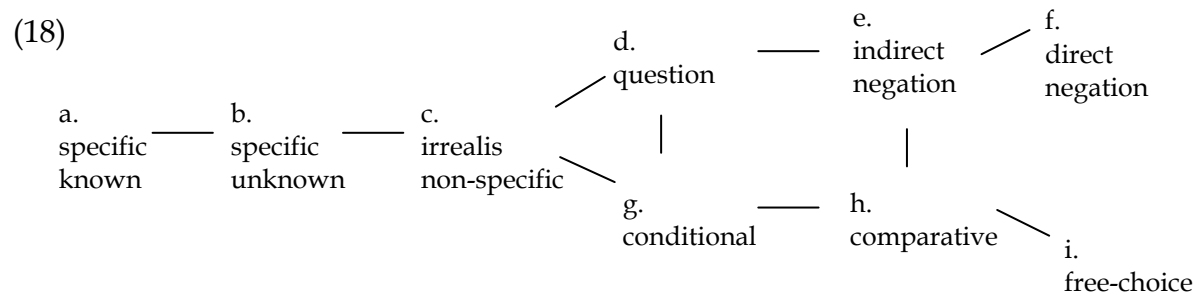 (18)
a.
specific
known
b.
specific
unknown
c.
irrealis
non-specific
d.
question
e.
indirect
negation
f.
direct
negation
g.
conditional
h.
comparative
i.
free-choice